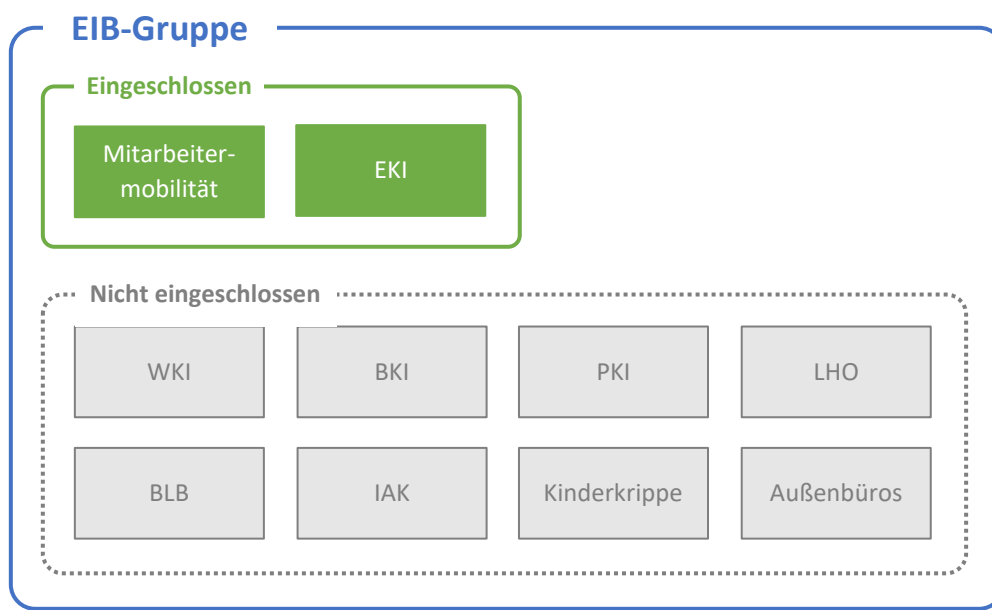 EIB-Gruppe
Eingeschlossen
Mitarbeiter-
mobilität
EKI
Nicht eingeschlossen
WKI
BKI
PKI
LHO
BLB
IAK
Kinderkrippe
Außenbüros